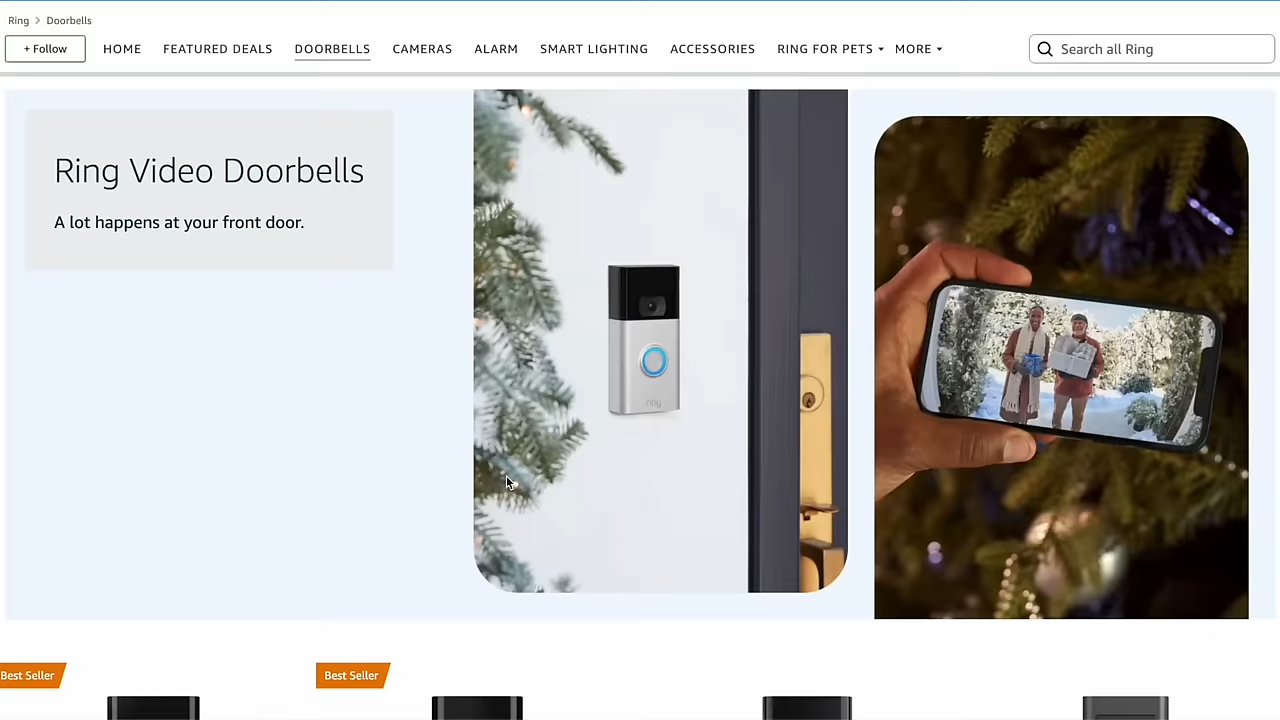 Ring > Doorbells
+ Follow
HOME
FEATURED DEALS
DOORBELLS
CAMERAS
ALARM
SMART LIGHTING
ACCESSORIES
RING FOR PETS
MORE
Search all Ring
Ring Video Doorbells
A lot happens at your front door.
ring
Best Seller
Best Seller